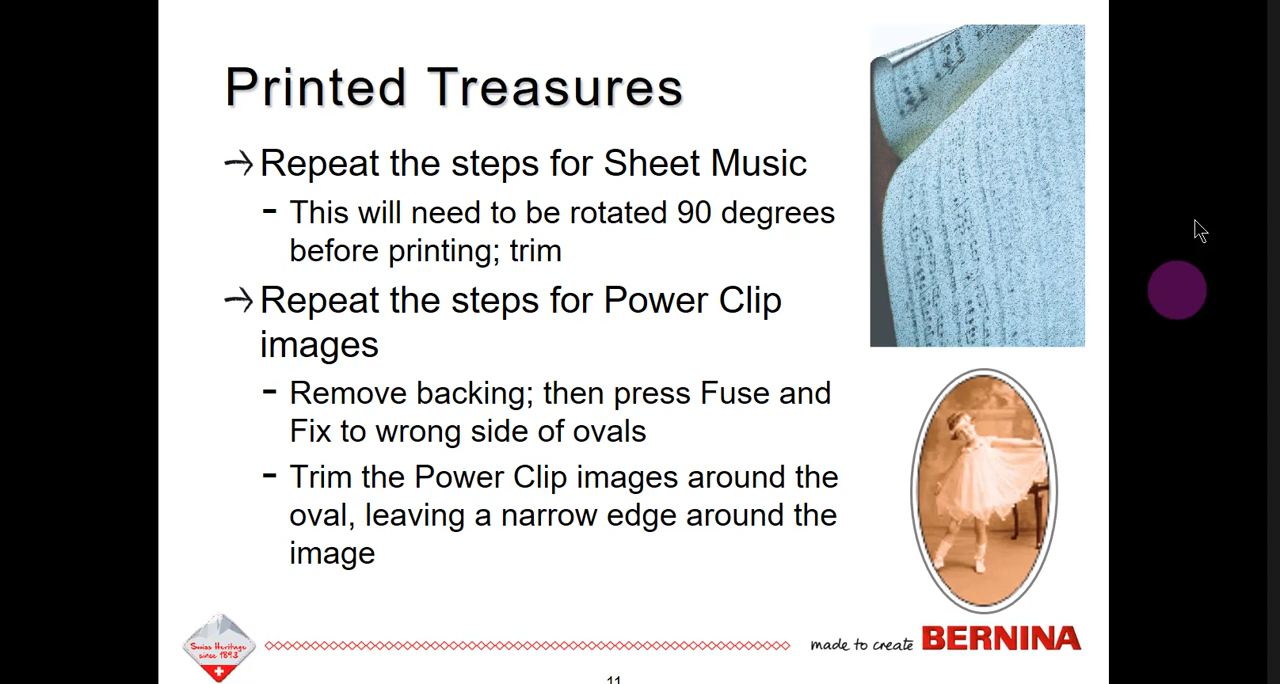 Printed Treasures
Repeat the steps for Sheet Music
- This will need to be rotated 90 degrees
before printing; trim
Repeat the steps for Power Clip
images
- Remove backing; then press Fuse and
Fix to wrong side of ovals
- Trim the Power Clip images around the
oval, leaving a narrow edge around the
image
Swiss Heritage
since 1893
made to create BERNINA
11